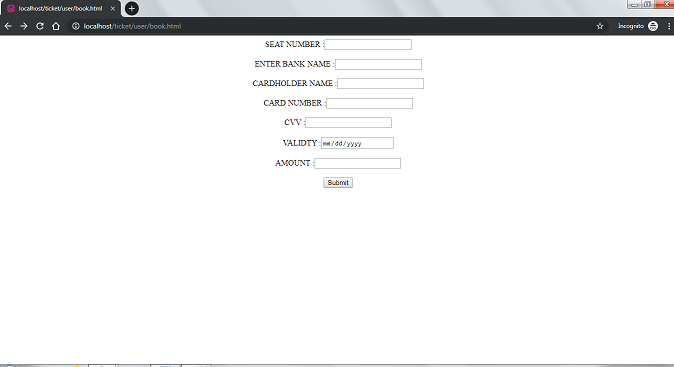 localhost/ticket/user/book.html
localhost/ticket/user/book.html
Incognito
SEAT NUMBER :
ENTER BANK NAME :
CARDHOLDER NAME :
CARD NUMBER :
CVV :
VALIDTY : mm/dd/yyyy
AMOUNT :
Submit